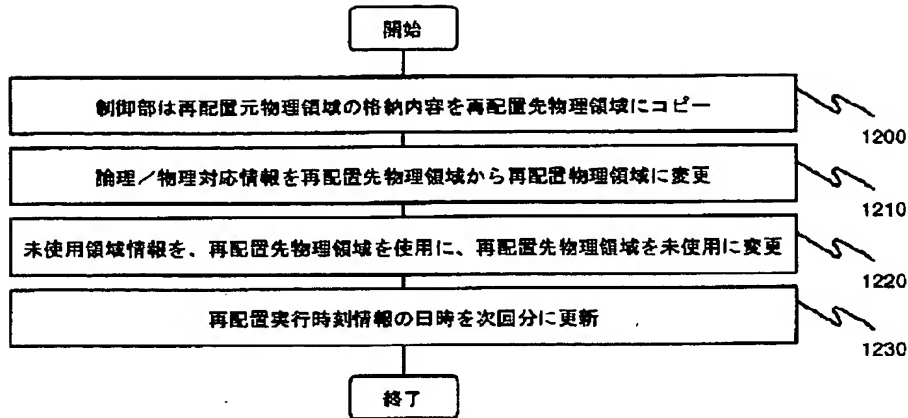 開始
制御部は再配置元物理領域の格納内容を再配置先物理領域にコピー
1200
論理／物理対応情報を再配置先物理領域から再配置物理領域に変更
1210
未使用領域情報を、再配置先物理領域を使用に、再配置先物理領域を未使用に変更
1220
再配置実行時刻情報の日時を次回分に更新
1230
終了